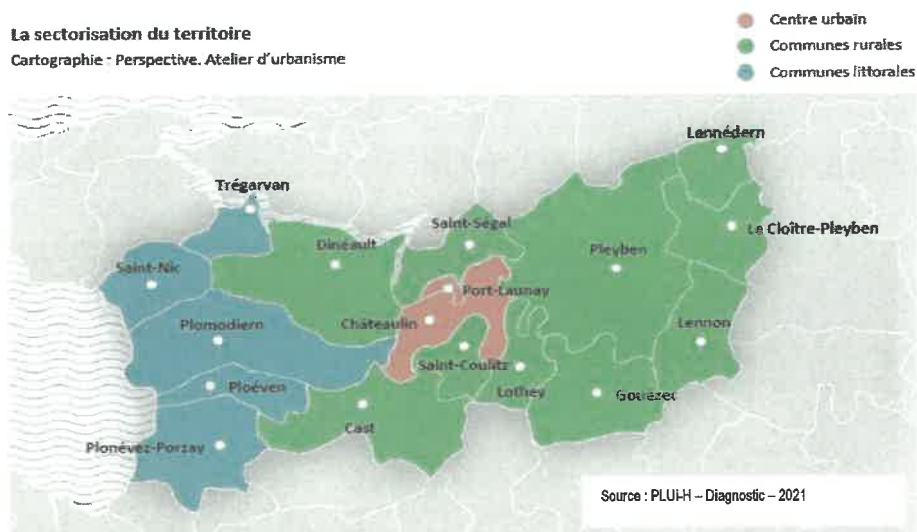 La sectorisation du territoire
Cartographie : Perspective. Atelier d'urbanisme
Centre urbain
Communes rurales
Communes littorales
Lannédern
Trégarvan
Saint-Ségal
Le Cloître-Pleyben
Dinéault
Pleyben
Saint-Nic
Port-Launay
Châteaulin
Plomodiern
Lennon
Saint-Coulitz
Ploéven
Lothey
Gouézec
Cast
Plonévez-Porzay
Source : PLUi-H – Diagnostic – 2021